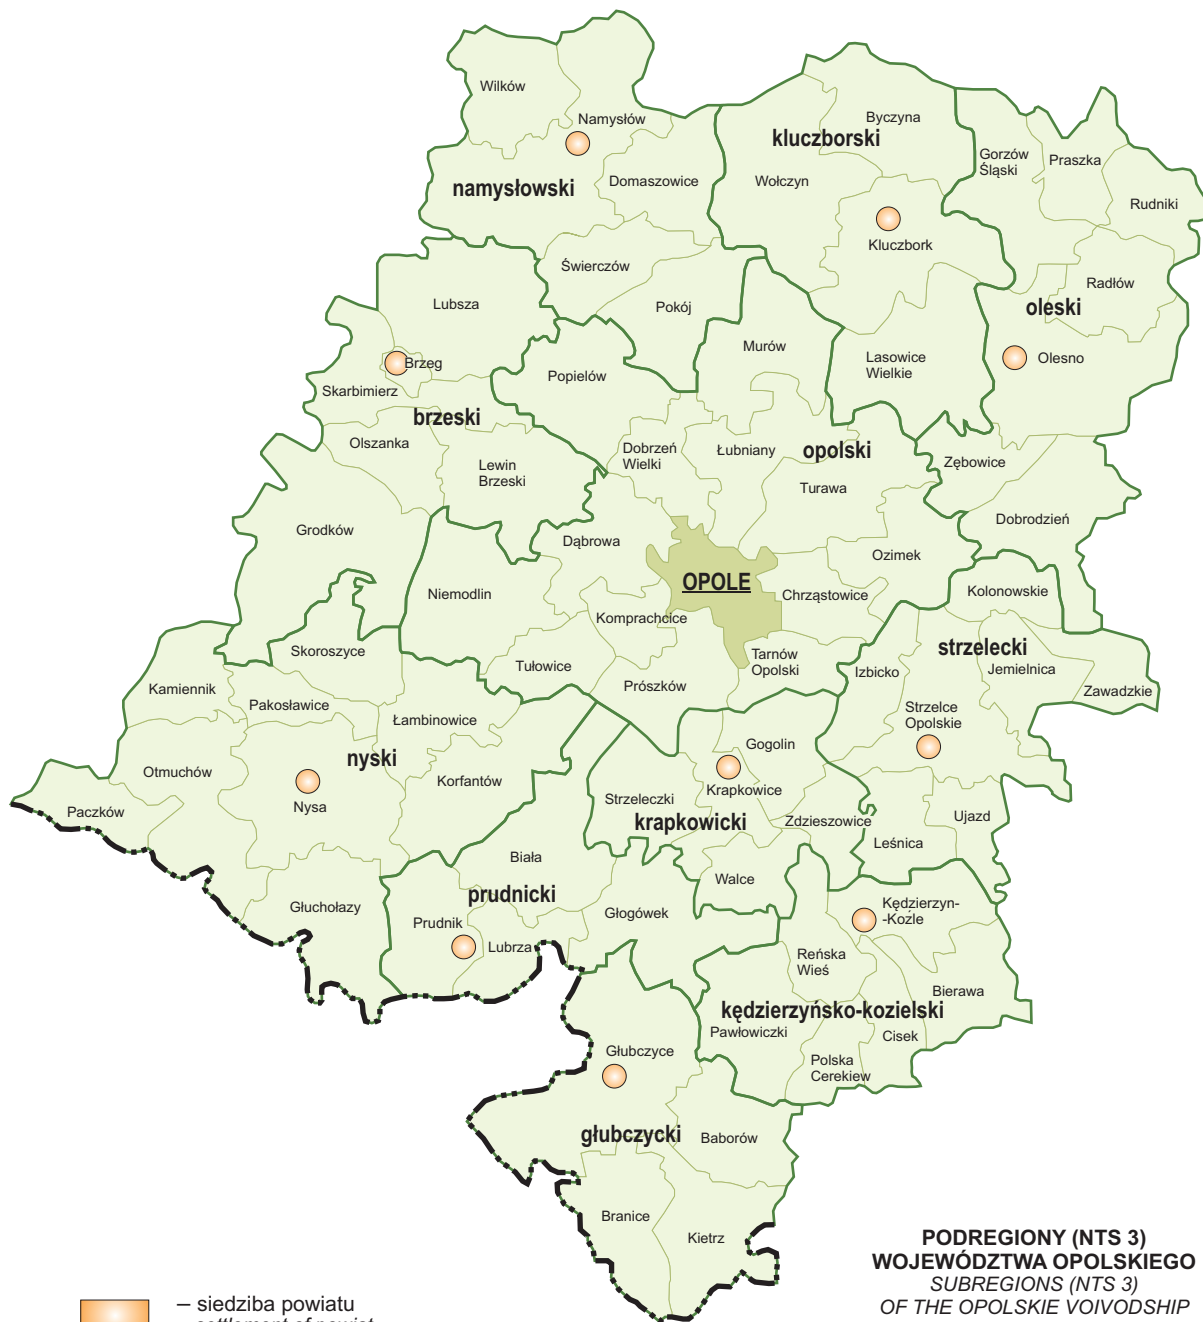 Wilków
Namysłów
namysłowski
Domaszowice
Świerczów
Pokój
Byczyna
kluczborski
Wołczyn
Kluczbork
Lasowice
Wielkie
Gorzów
Śląski
Praszka
Rudniki
Radłów
oleski
Olesno
Zębowice
Dobrodzień
Lubsza
Brzeg
Skarbimierz
brzeski
Olszanka
Lewin
Brzeski
Grodków
Murów
Popielów
Dobrzeń
Wielki
Łubniany
opolski
Turawa
Dąbrowa
Ozimek
OPOLE
Chrząstowice
Niemodlin
Komprachcice
Tułowice
Prószków
Tarnów
Opolski
Kolonowskie
strzelecki
Izbicko
Jemielnica
Zawadzkie
Strzelce
Opolskie
Ujazd
Leśnica
Skoroszyce
Kamiennik
Pakosławice
Łambinowice
nyski
Otmuchów
Nysa
Korfantów
Paczków
Głuchołazy
Gogolin
Krapkowice
Strzeleczki
krapkowicki
Zdzieszowice
Walce
Biała
prudnicki
Prudnik
Lubrza
Głogówek
Kędzierzyn-
-Kozle
Reńska
Wieś
Bierawa
kędzierzyńsko-kozielski
Pawłowiczki
Cisek
Polska
Cerekiew
Głubczyce
głubczycki
Baborów
Branice
Kietrz
PODREGIONY (NTS 3)
WOJEWÓDZTWA OPOLSKIEGO
SUBREGIONS (NTS 3)
OF THE OPOLSKIE VOIVODSHIP
– siedziba powiatu
settlement of powiat